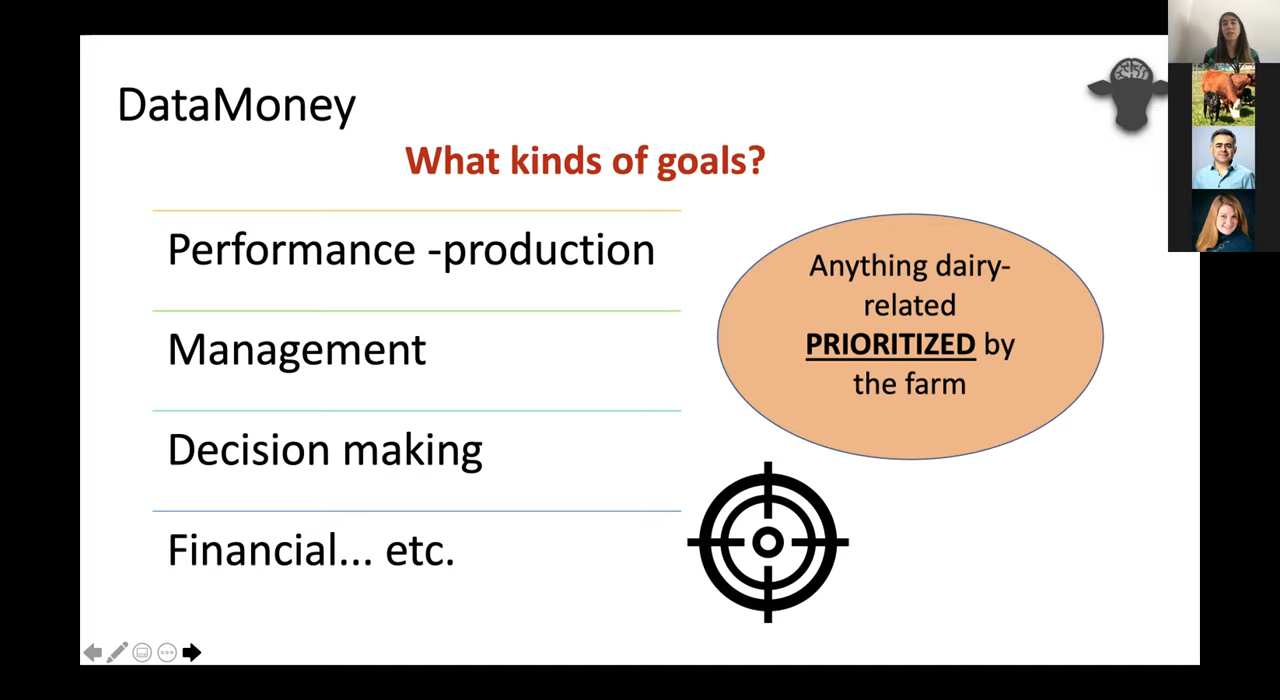 DataMoney
What kinds of goals?
Performance -production
Management
Decision making
Financial... etc.
Anything dairy-
related
PRIORITIZED by
the farm